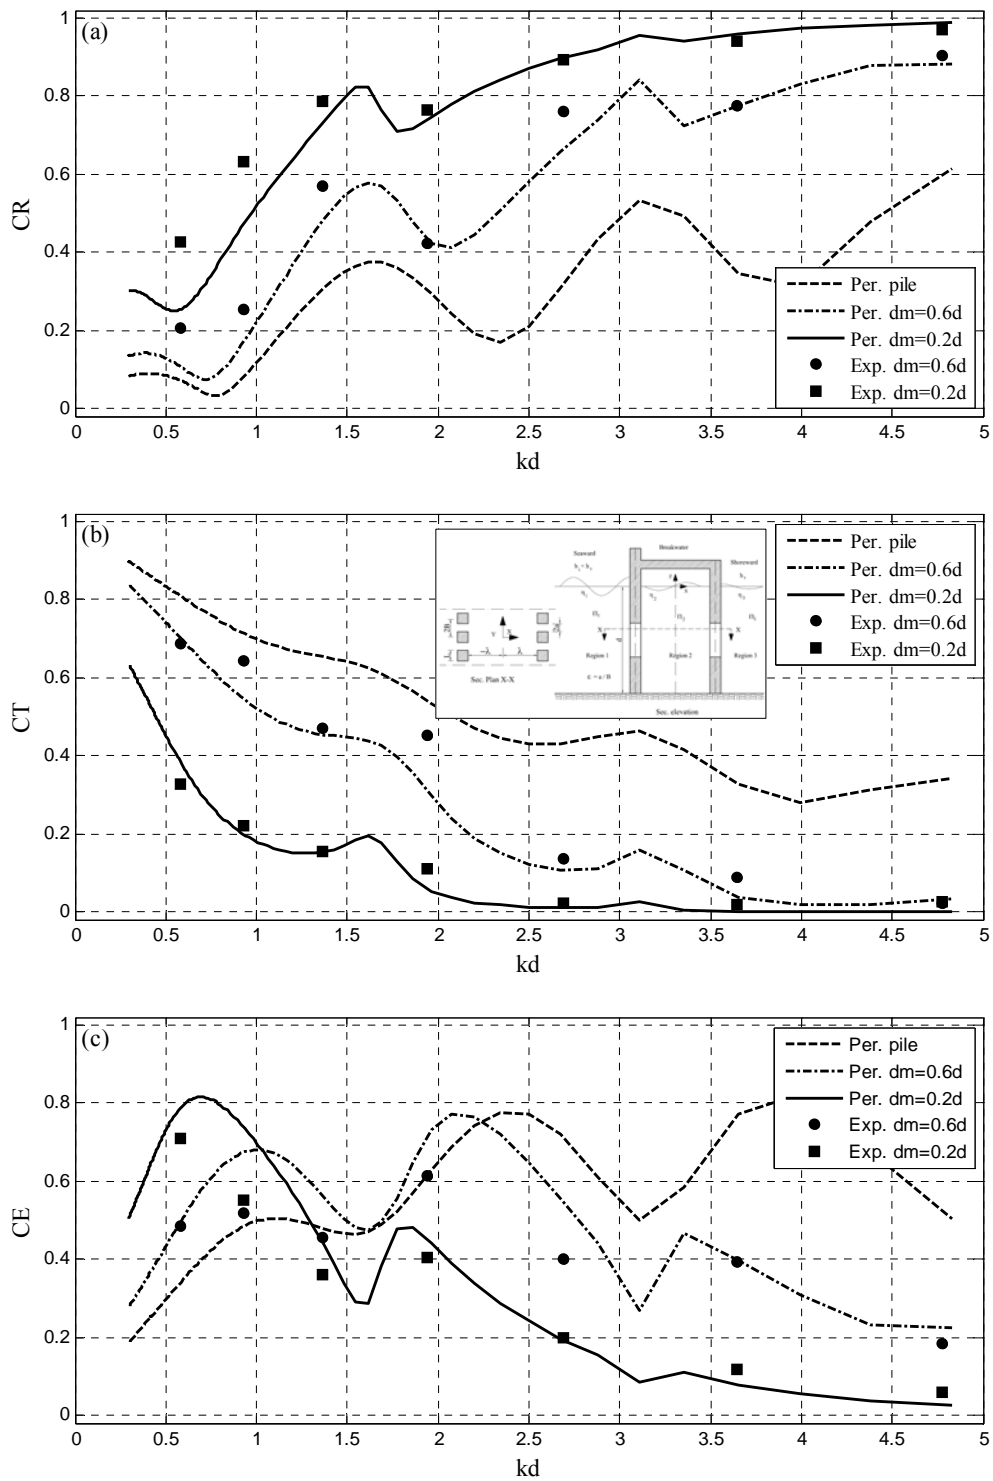 (a)
CR
1
0.8
0.6
0.4
0.2
0
0 0.5 1 1.5 2 2.5 3 3.5 4 4.5 5
kd
Per. pile
Per. dm=0.6d
Per. dm=0.2d
Exp. dm=0.6d
Exp. dm=0.2d
(b)
CT
1
0.8
0.6
0.4
0.2
0
0 0.5 1 1.5 2 2.5 3 3.5 4 4.5 5
kd
Per. pile
Per. dm=0.6d
Per. dm=0.2d
Exp. dm=0.6d
Exp. dm=0.2d
Seaward
Breakwater
Shoreward
Region 1
Region 2
Region 3
ε = a / B
Sec. Plan X-X
Sec. elevation
2B
-λ
λ
Y
X
X
X
d
(c)
CE
1
0.8
0.6
0.4
0.2
0
0 0.5 1 1.5 2 2.5 3 3.5 4 4.5 5
kd
Per. pile
Per. dm=0.6d
Per. dm=0.2d
Exp. dm=0.6d
Exp. dm=0.2d